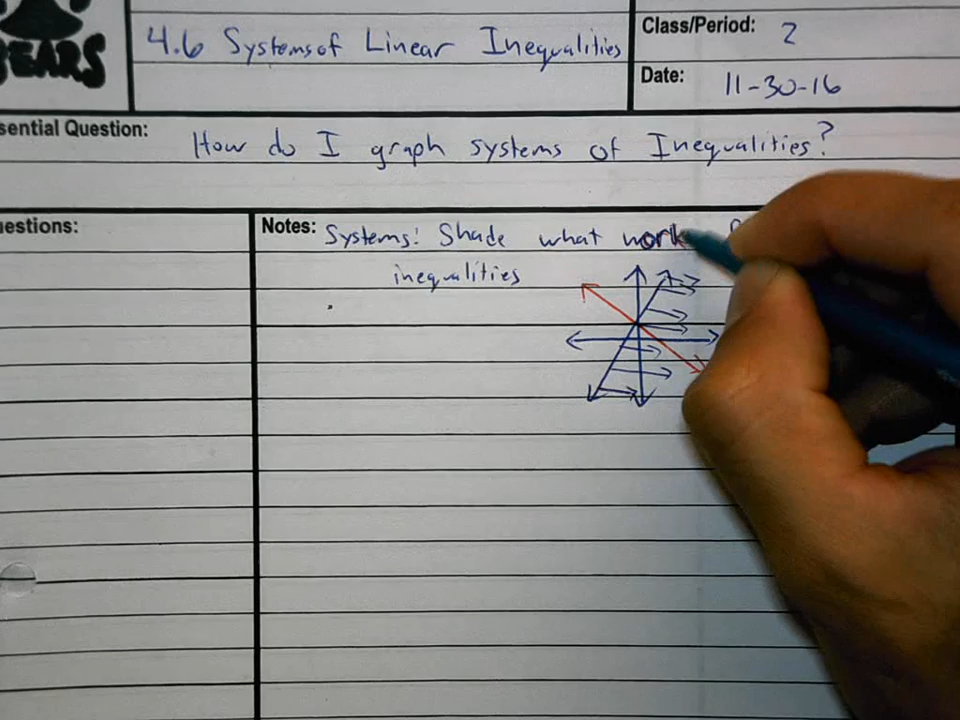 BEARS
4.6 Systems of Linear Inequalities
Class/Period: 2
Date: 11-30-16
sential Question: How do I graph systems of Inequalities?
estions:
Notes: Systems: Shade what work
inequalities